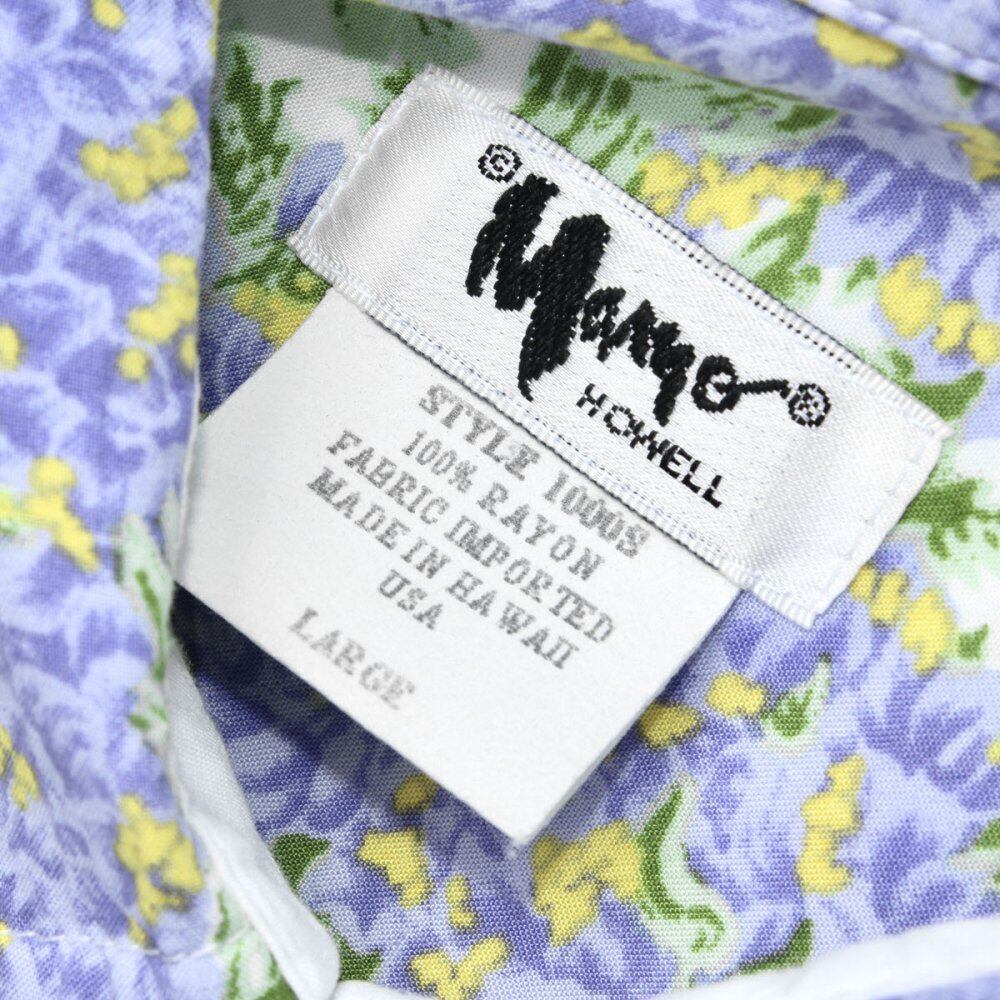 © Mamo ®
HOWELL
STYLE 1000S
100% RAYON
FABRIC IMPORTED
MADE IN HAWAII
USA
LARGE